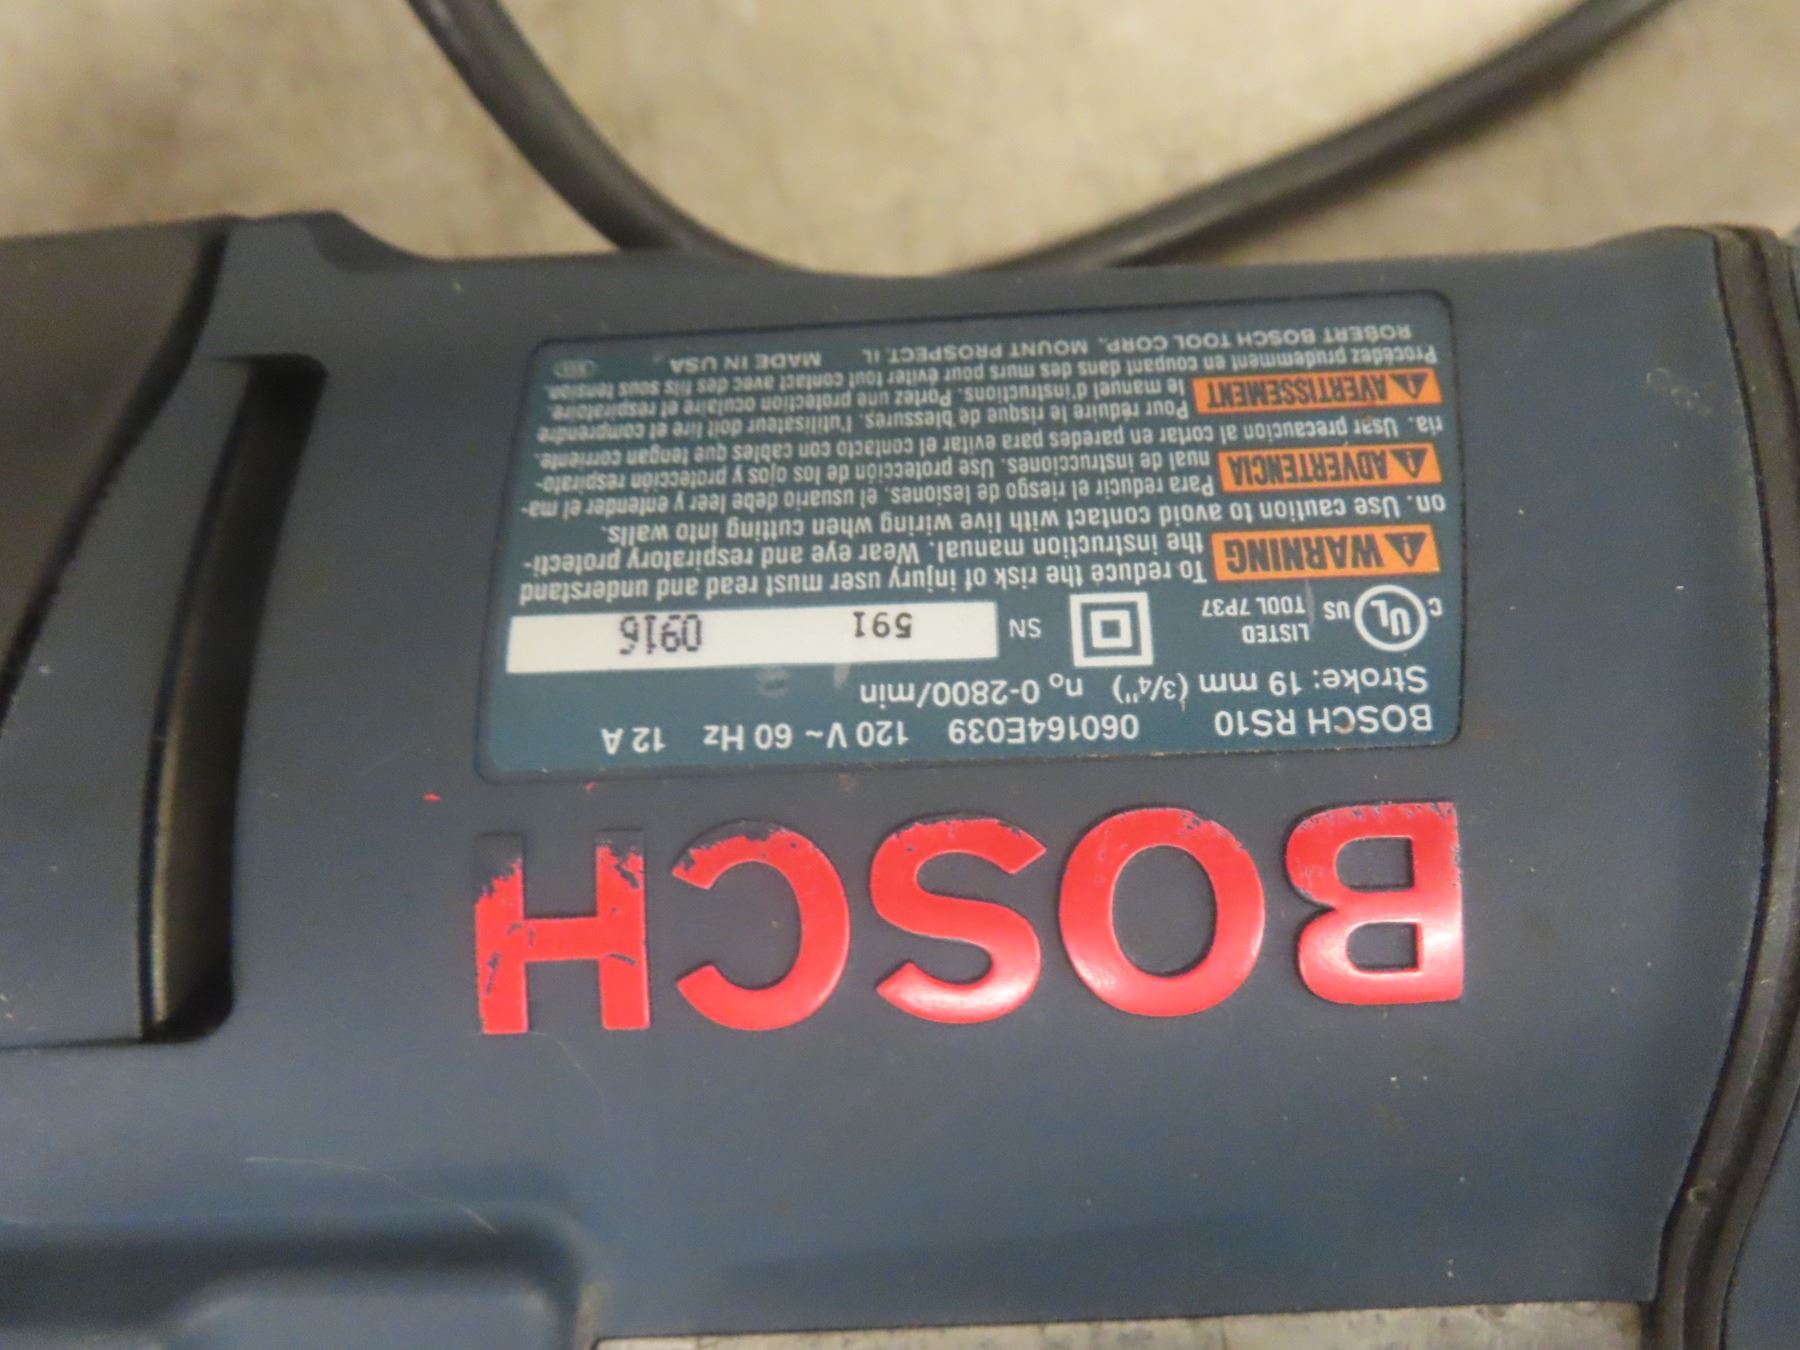 BOSCH
BOSCH RS10 060164E039 120 V~ 60 Hz 12 A
Stroke: 19 mm (3/4") no 0-2800/min
C UL US LISTED TOOL 7P37 SN 591 0916
WARNING To reduce the risk of injury user must read and understand
the instruction manual. Wear eye and respiratory protecti-
on. Use caution to avoid contact with live wiring when cutting into walls.
ADVERTENCIA Para reducir el riesgo de lesiones, el usuario debe leer y entender el ma-
nual de instrucciones. Use protección de los ojos y protección respirato-
ria. Usar precaucion al cortar en paredes para evitar el contacto con cables que tengan corriente.
AVERTISSEMENT Pour réduire le risque de blessures, l'utilisateur doit lire et comprendre
le manuel d'instructions. Portez une protection oculaire et respiratoire.
Procédez prudemment en coupant dans des murs pour éviter tout contact avec des fils sous tension.
ROBERT BOSCH TOOL CORP. MOUNT PROSPECT, IL MADE IN USA